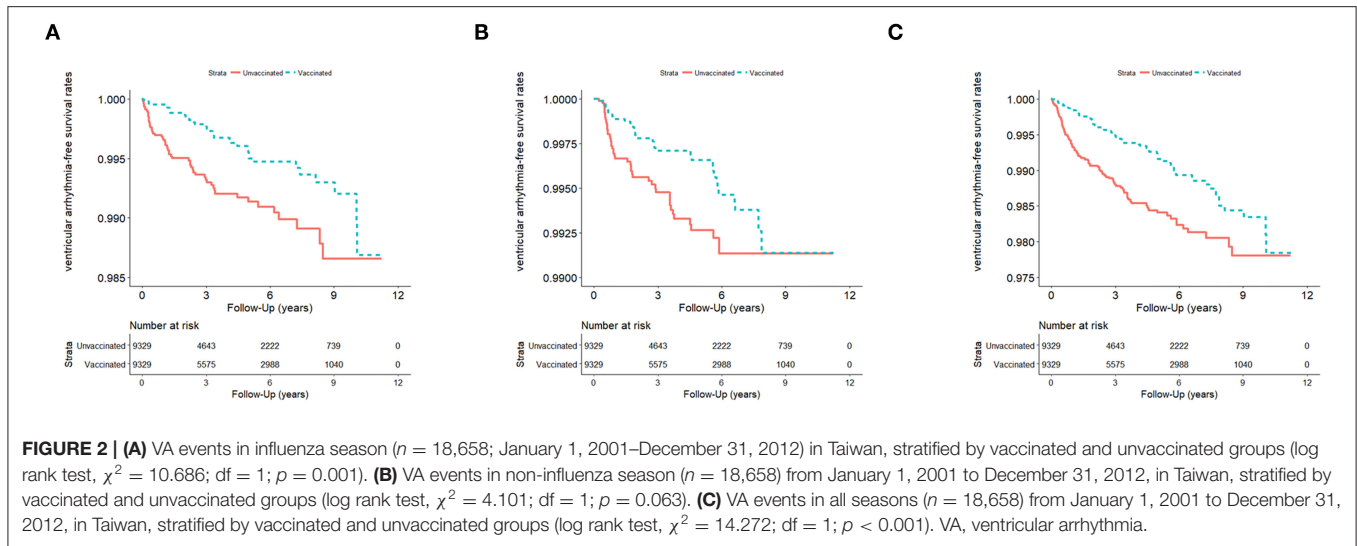 A
Strata Unvaccinated Vaccinated
ventricular arrhythmia-free survival rates
1.000
0.995
0.990
0.985
0 3 6 9 12
Follow-Up (years)
Number at risk
Strata
Unvaccinated 9329 4643 2222 739 0
Vaccinated 9329 5575 2988 1040 0
0 3 6 9 12
Follow-Up (years)
B
Strata Unvaccinated Vaccinated
ventricular arrhythmia-free survival rates
1.0000
0.9975
0.9950
0.9925
0.9900
0 3 6 9 12
Follow-Up (years)
Number at risk
Strata
Unvaccinated 9329 4643 2222 739 0
Vaccinated 9329 5575 2988 1040 0
0 3 6 9 12
Follow-Up (years)
C
Strata Unvaccinated Vaccinated
ventricular arrhythmia-free survival rates
1.000
0.995
0.990
0.985
0.980
0.975
0 3 6 9 12
Follow-Up (years)
Number at risk
Strata
Unvaccinated 9329 4643 2222 739 0
Vaccinated 9329 5575 2988 1040 0
0 3 6 9 12
Follow-Up (years)
FIGURE 2 | (A) VA events in influenza season (n = 18,658; January 1, 2001–December 31, 2012) in Taiwan, stratified by vaccinated and unvaccinated groups (log
rank test, χ² = 10.686; df = 1; p = 0.001). (B) VA events in non-influenza season (n = 18,658) from January 1, 2001 to December 31, 2012, in Taiwan, stratified by
vaccinated and unvaccinated groups (log rank test, χ² = 4.101; df = 1; p = 0.063). (C) VA events in all seasons (n = 18,658) from January 1, 2001 to December 31,
2012, in Taiwan, stratified by vaccinated and unvaccinated groups (log rank test, χ² = 14.272; df = 1; p < 0.001). VA, ventricular arrhythmia.